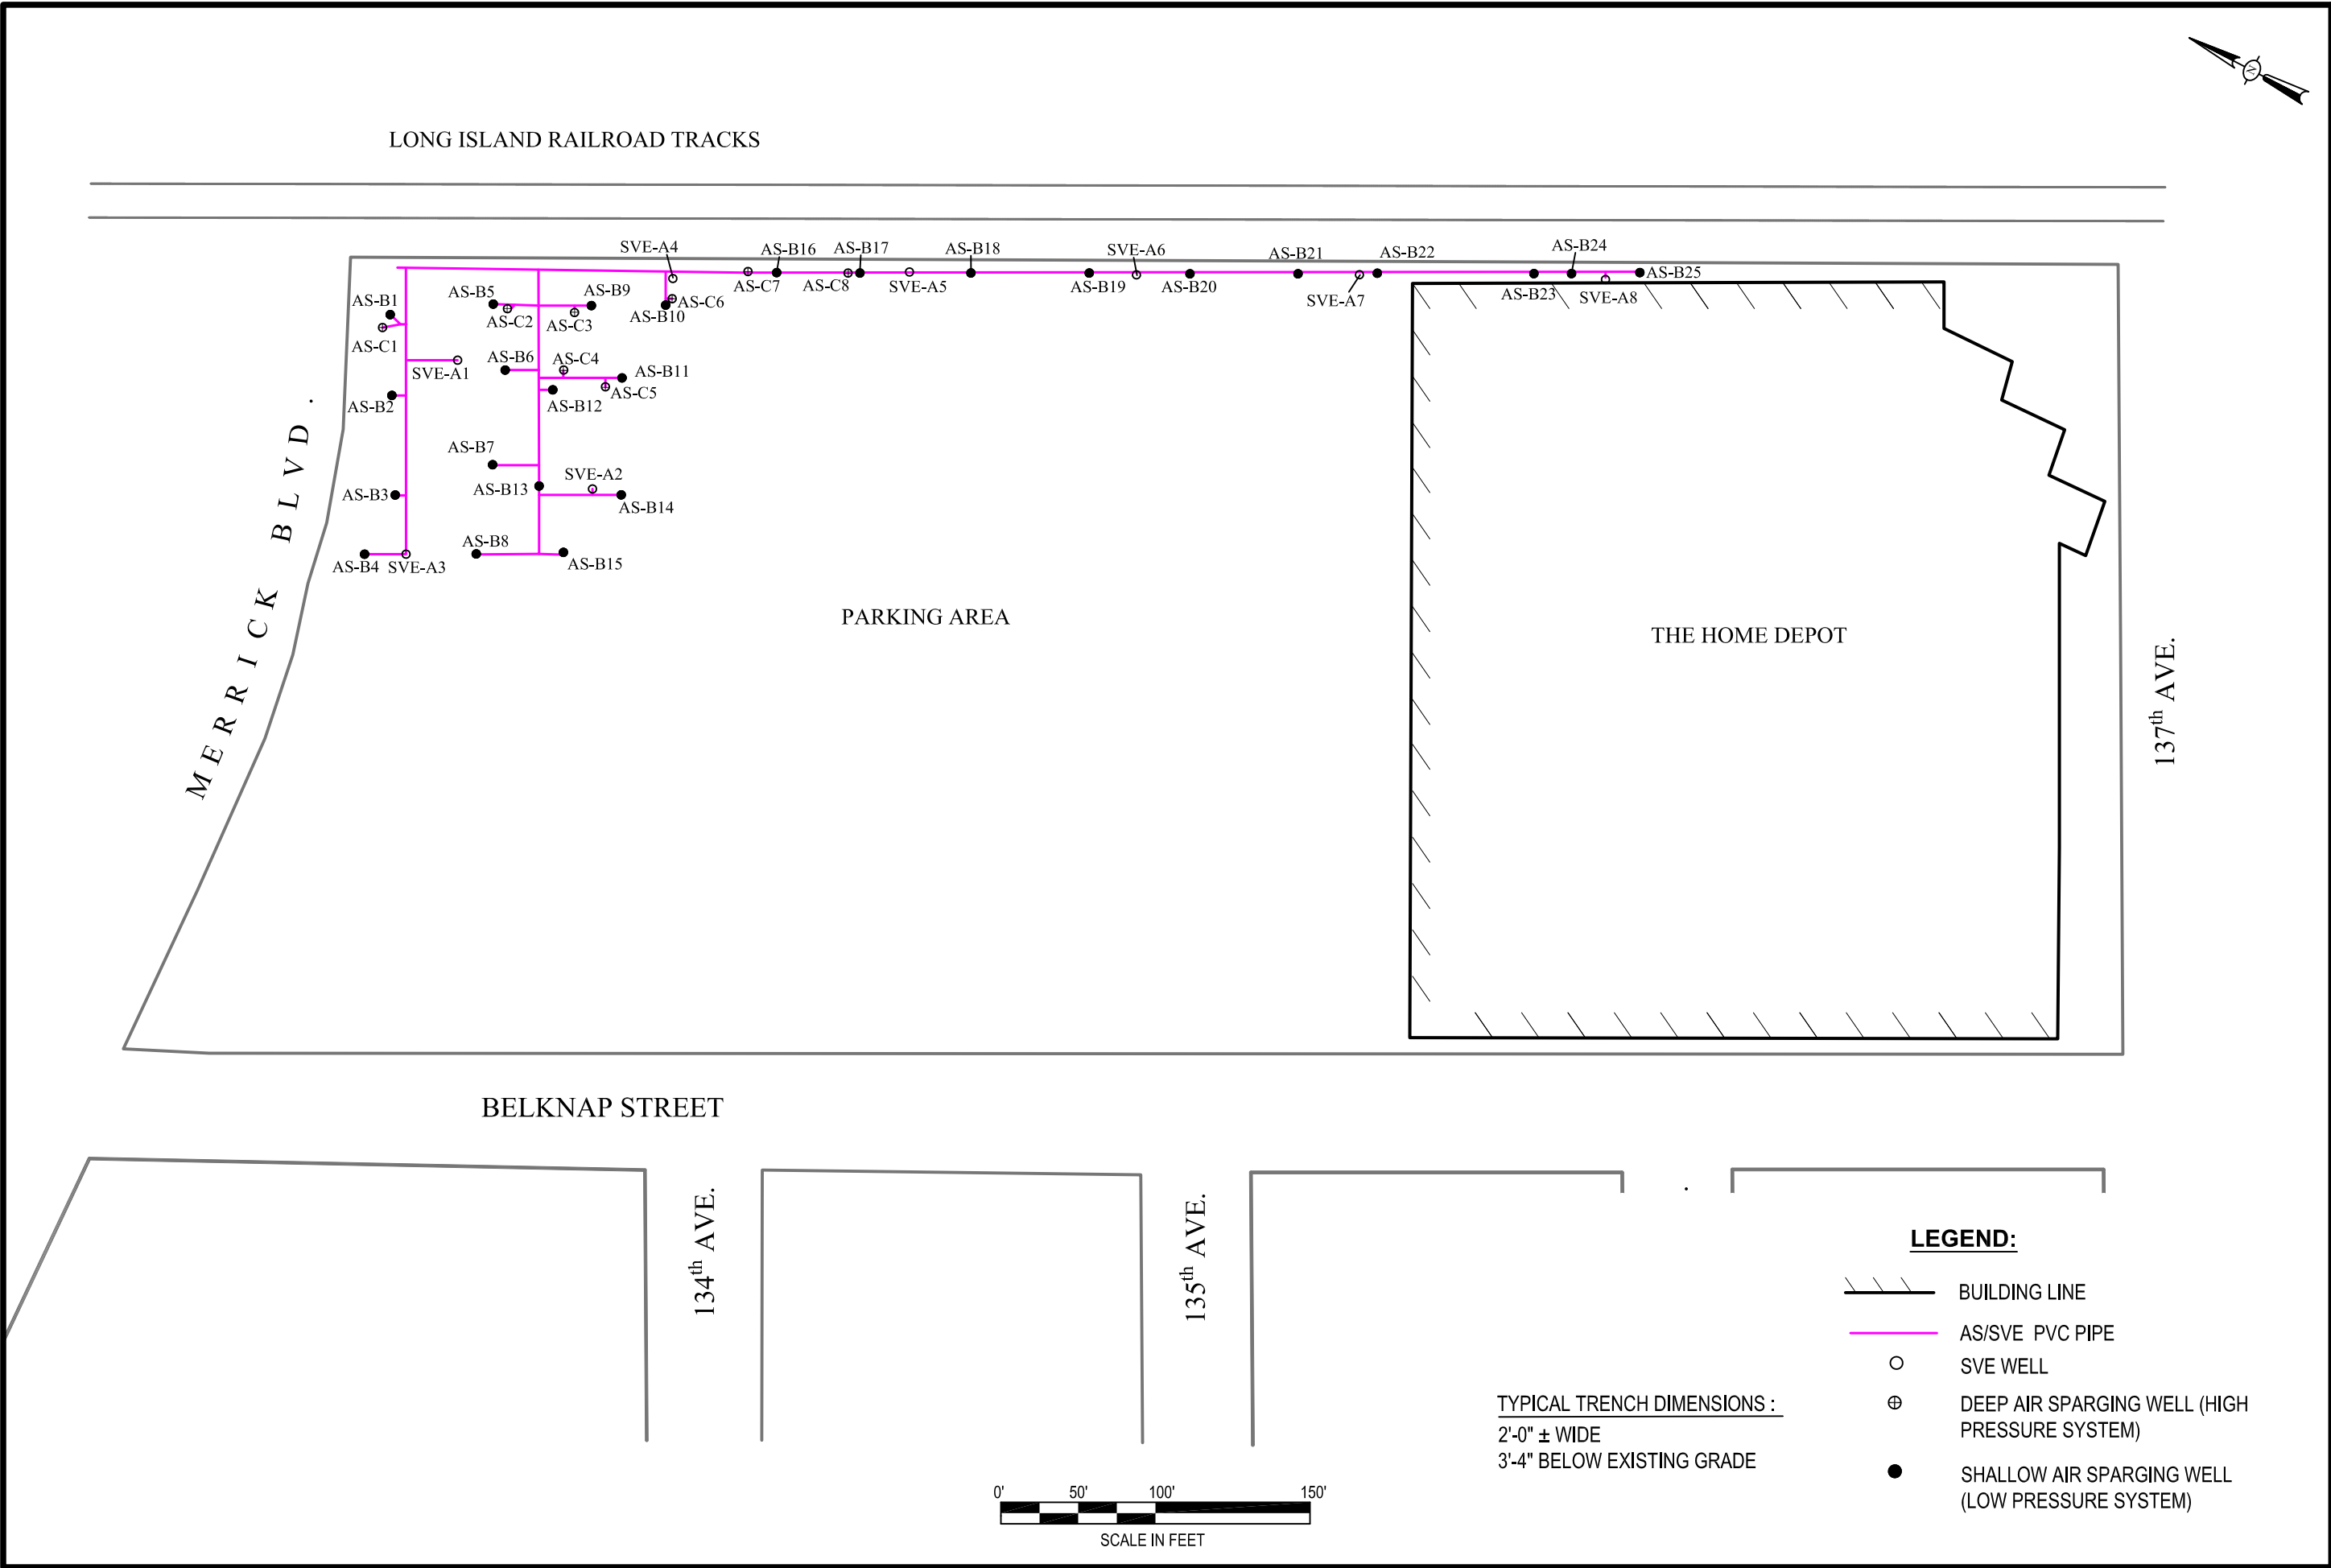 N
LONG ISLAND RAILROAD TRACKS
SVE-A4
AS-B16
AS-B17
AS-B18
SVE-A6
AS-B21
AS-B22
AS-B24
AS-B25
AS-B1
AS-B5
AS-B9
AS-C6
AS-C7
AS-C8
SVE-A5
AS-B19
AS-B20
SVE-A7
AS-B23
SVE-A8
AS-C2
AS-C3
AS-B10
AS-C1
AS-B6
AS-C4
SVE-A1
AS-B11
AS-C5
AS-B2
AS-B12
AS-B7
SVE-A2
AS-B3
AS-B13
AS-B14
AS-B8
AS-B4
SVE-A3
AS-B15
MERRICK BLVD.
PARKING AREA
THE HOME DEPOT
137th AVE.
BELKNAP STREET
134th AVE.
135th AVE.
LEGEND:
BUILDING LINE
AS/SVE PVC PIPE
SVE WELL
DEEP AIR SPARGING WELL (HIGH
PRESSURE SYSTEM)
SHALLOW AIR SPARGING WELL
(LOW PRESSURE SYSTEM)
TYPICAL TRENCH DIMENSIONS :
2'-0" ± WIDE
3'-4" BELOW EXISTING GRADE
0' 50' 100' 150'
SCALE IN FEET